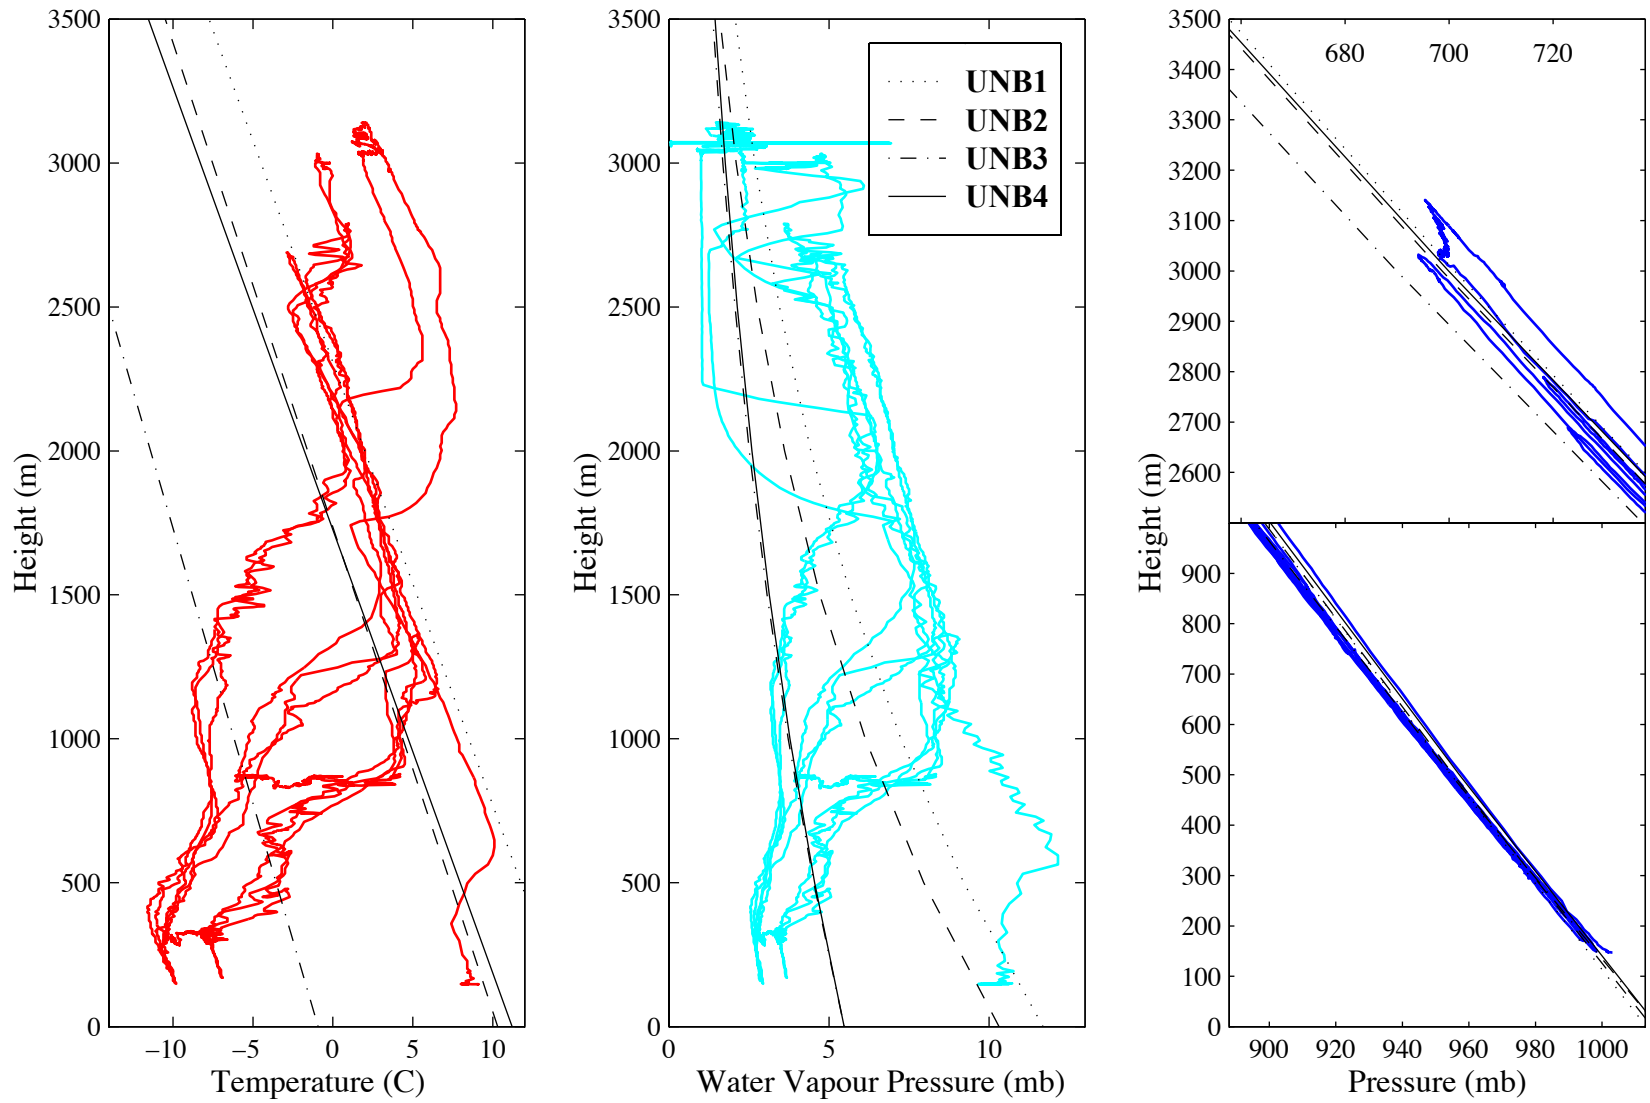 3500
3000
2500
2000
1500
1000
500
0
−10 −5 0 5 10
Temperature (C)
Height (m)
3500
3000
2500
2000
1500
1000
500
0
0 5 10
Water Vapour Pressure (mb)
Height (m)
UNB1
UNB2
UNB3
UNB4
3500
3400
3300
3200
3100
3000
2900
2800
2700
2600
680 700 720
900
800
700
600
500
400
300
200
100
0
900 920 940 960 980 1000
Pressure (mb)
Height (m)